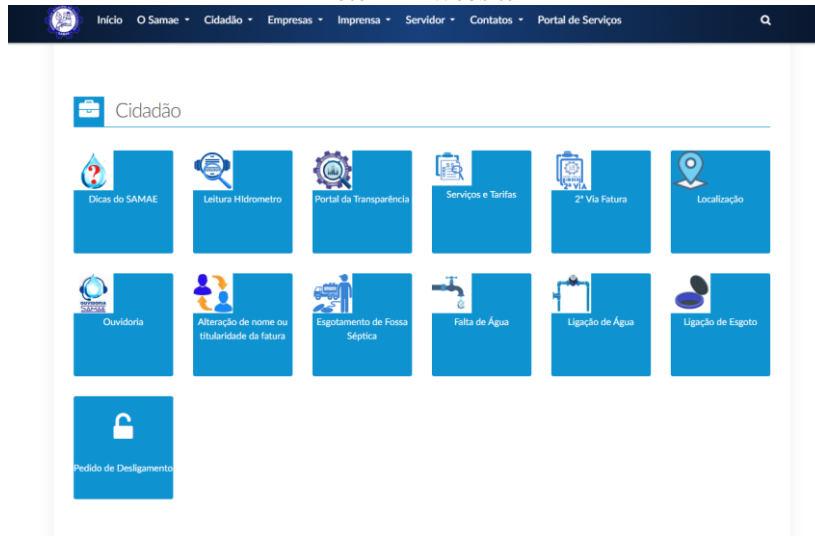 Início O Samae Cidadão Empresas Imprensa Servidor Contatos Portal de Serviços
Cidadão
Dicas do SAMAE
Leitura HIdrometro
Portal da Transparência
Serviços e Tarifas
2ª VIA
2ª Via Fatura
Localização
OUVIDORIA
SAMAE
Ouvidoria
Alteração de nome ou
titularidade da fatura
Esgotamento de Fossa
Séptica
Falta de Água
Ligação de Água
Ligação de Esgoto
Pedido de Desligamento